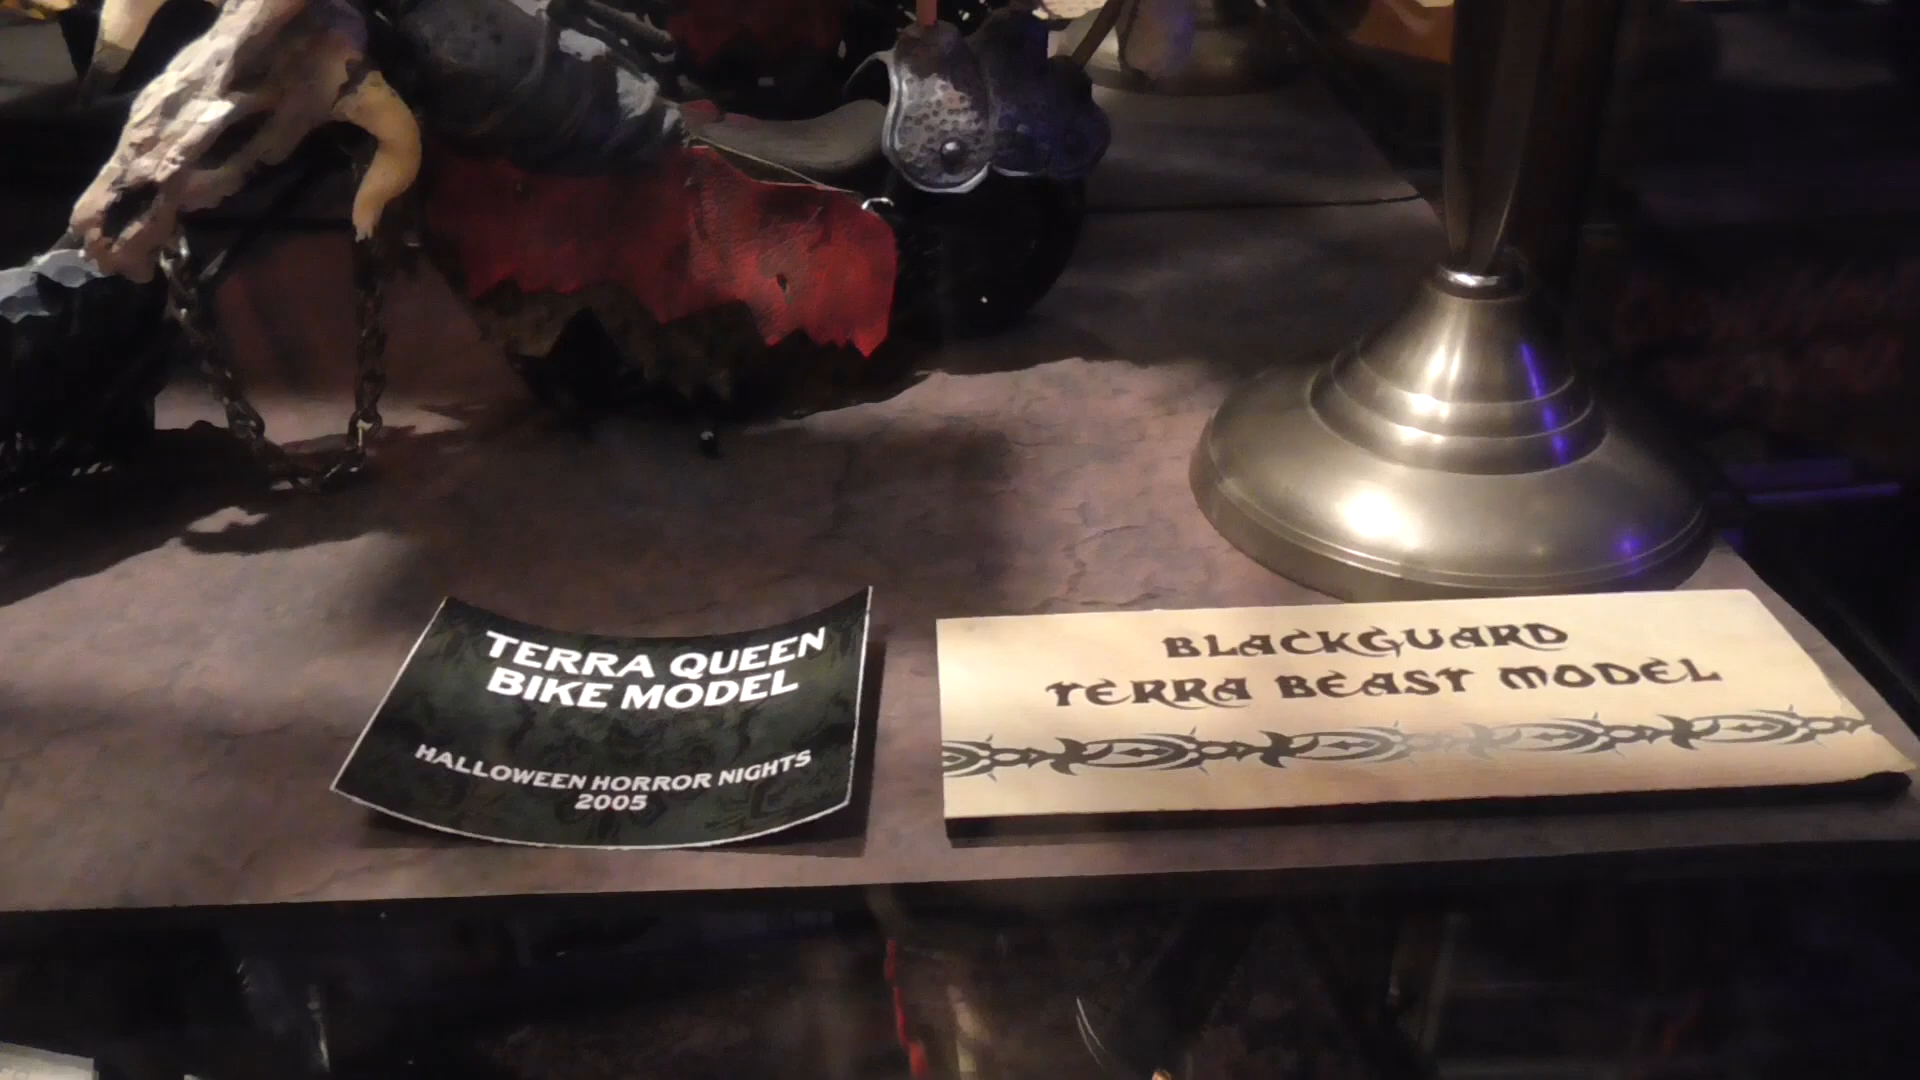 TERRA QUEEN
BIKE MODEL
HALLOWEEN HORROR NIGHTS
2005
BLACKGUARD
TERRA BEAST MODEL